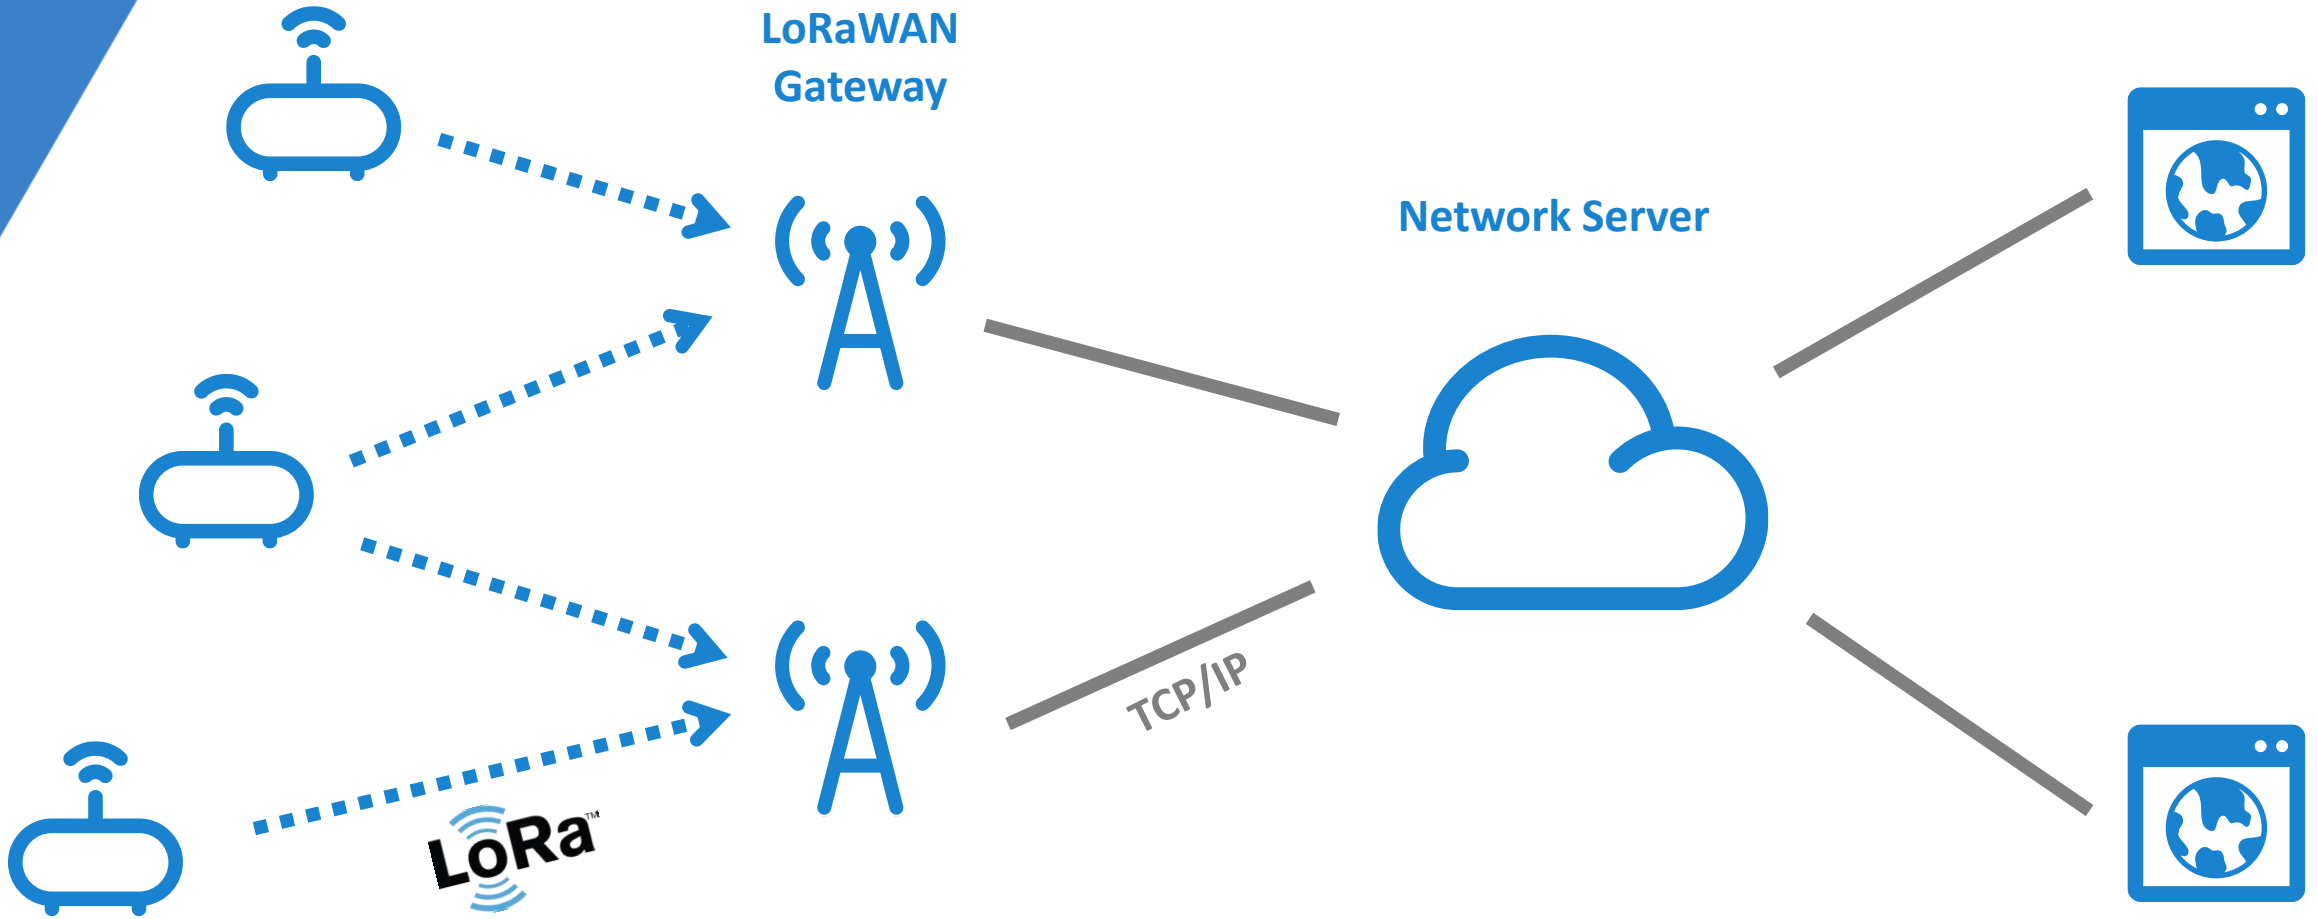 LoRaWAN
Gateway
Network Server
TCP/IP
LoRa™